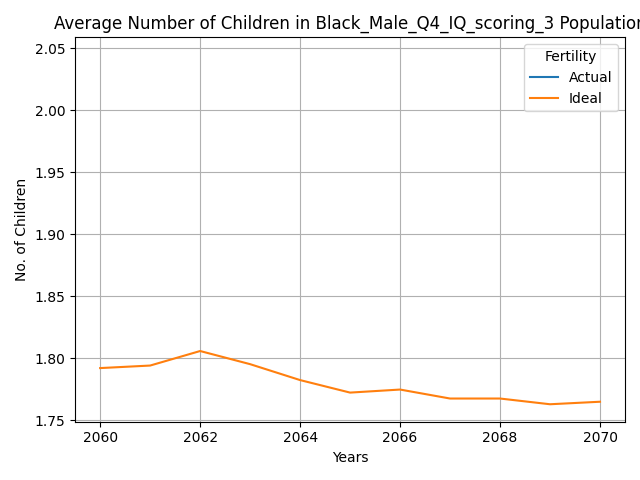 Average Number of Children in Black_Male_Q4_IQ_scoring_3 Population
Fertility
Actual
Ideal
2.05
2.00
1.95
1.90
1.85
1.80
1.75
No. of Children
2060 2062 2064 2066 2068 2070
Years